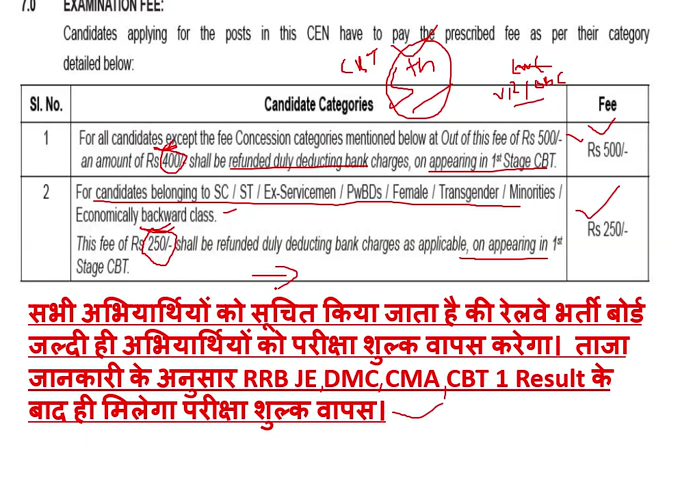 7.0 EXAMINATION FEE:
Candidates applying for the posts in this CEN have to pay the prescribed fee as per their category
detailed below:
CBT
Sl. No. Candidate Categories Fee
1 For all candidates except the fee Concession categories mentioned below at Out of this fee of Rs 500/-
an amount of Rs 400/- shall be refunded duly deducting bank charges, on appearing in 1st Stage CBT. Rs 500/-
2 For candidates belonging to SC / ST / Ex-Servicemen / PwBDs / Female / Transgender / Minorities /
Economically backward class.
This fee of Rs 250/- shall be refunded duly deducting bank charges as applicable, on appearing in 1st
Stage CBT. Rs 250/-
सभी अभियार्थियों को सूचित किया जाता है की रेलवे भर्ती बोर्ड
जल्दी ही अभियार्थियों को परीक्षा शुल्क वापस करेगा। ताजा
जानकारी के अनुसार RRB JE,DMC,CMA,CBT 1 Result के
बाद ही मिलेगा परीक्षा शुल्क वापस।